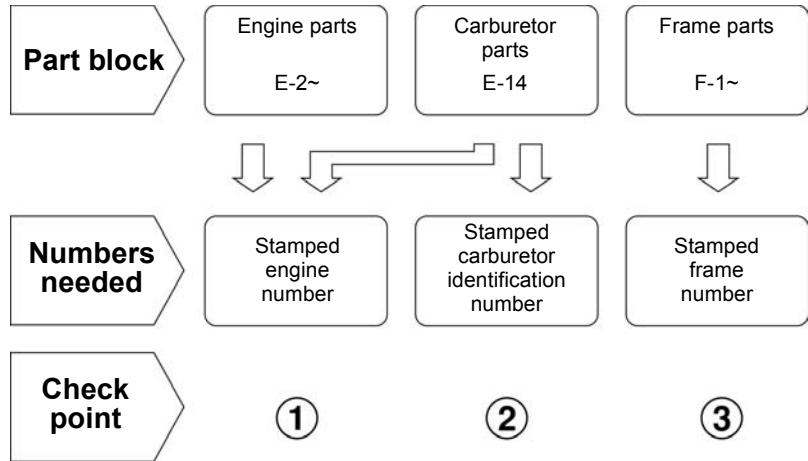 Part block
Engine parts
E-2~
Carburetor
parts
E-14
Frame parts
F-1~
Numbers
needed
Stamped
engine
number
Stamped
carburetor
identification
number
Stamped
frame
number
Check
point
1
2
3